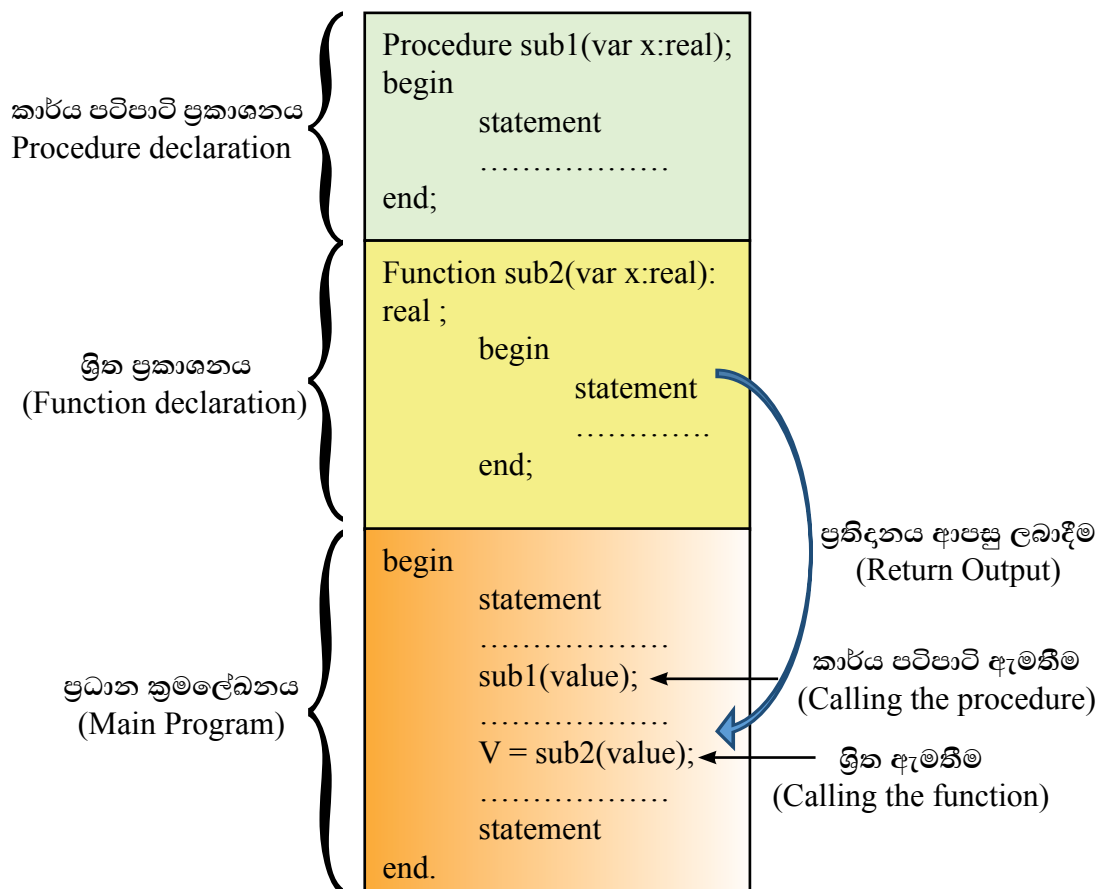 Procedure sub1(var x:real);
begin
statement
………………
end;
කාර්ය පටිපාටි ප්‍රකාශනය
Procedure declaration
Function sub2(var x:real):
real ;
begin
statement
………….
end;
ශ්‍රිත ප්‍රකාශනය
(Function declaration)
ප්‍රතිදානය ආපසු ලබාදීම
(Return Output)
begin
statement
………………
sub1(value);
………………
V = sub2(value);
………………
statement
end.
ප්‍රධාන ක්‍රමලේඛනය
(Main Program)
කාර්ය පටිපාටි ඇමතීම
(Calling the procedure)
ශ්‍රිත ඇමතීම
(Calling the function)